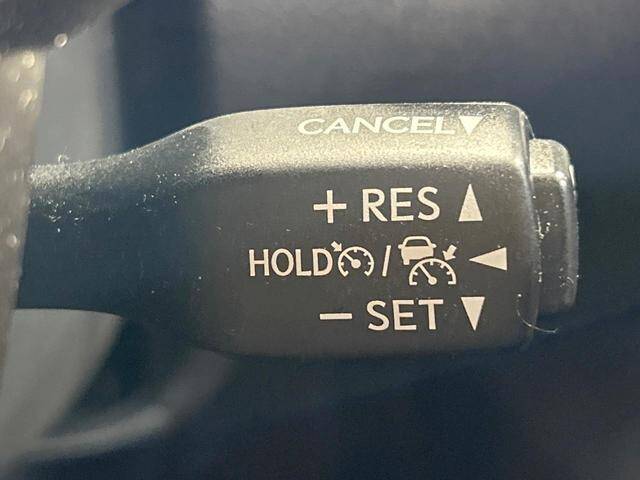 CANCEL▼
+ RES ▲
HOLD / ◀
- SET ▼